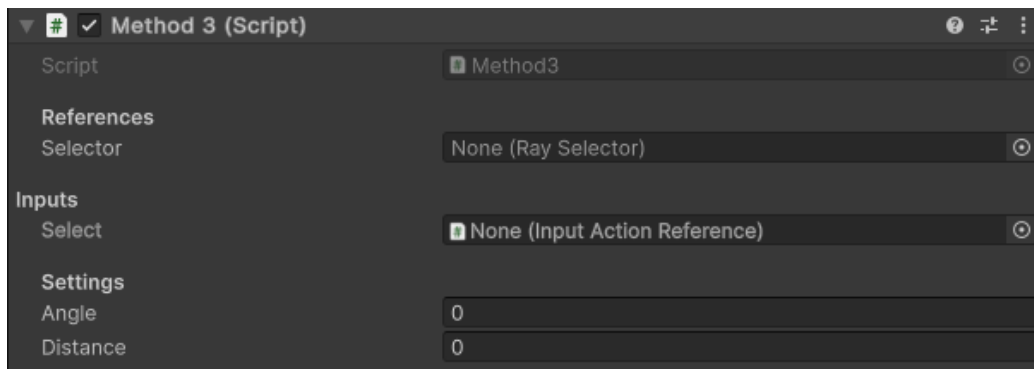 # Method 3 (Script)
Script # Method3
References
Selector None (Ray Selector)
Inputs
Select # None (Input Action Reference)
Settings
Angle 0
Distance 0